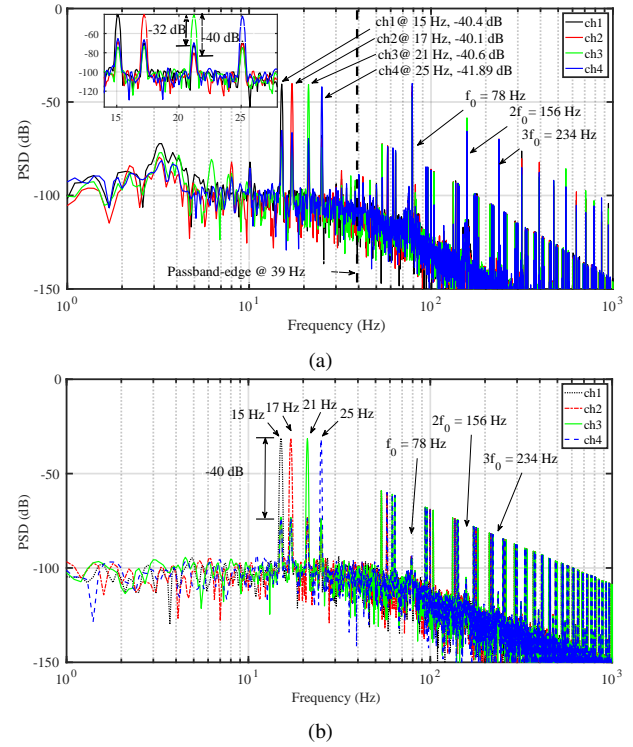 0
-50
-100
-150
PSD (dB)
-40
-60
-80
-100
-120
14
18
22
26
-32 dB
-40 dB
ch1@ 15 Hz, -40.4 dB
ch2@ 17 Hz, -40.1 dB
ch3@ 21 Hz, -40.6 dB
ch4@ 25 Hz, -41.89 dB
ch1
ch2
ch3
ch4
f0 = 78 Hz
2f0 = 156 Hz
3f0 = 234 Hz
Passband-edge @ 39 Hz
10^0
10^1
10^2
10^3
Frequency (Hz)
(a)
0
-50
-100
-150
PSD (dB)
15 Hz
17 Hz
21 Hz
25 Hz
-40 dB
f0 = 78 Hz
2f0 = 156 Hz
3f0 = 234 Hz
ch1
ch2
ch3
ch4
10^0
10^1
10^2
10^3
Frequency (Hz)
(b)